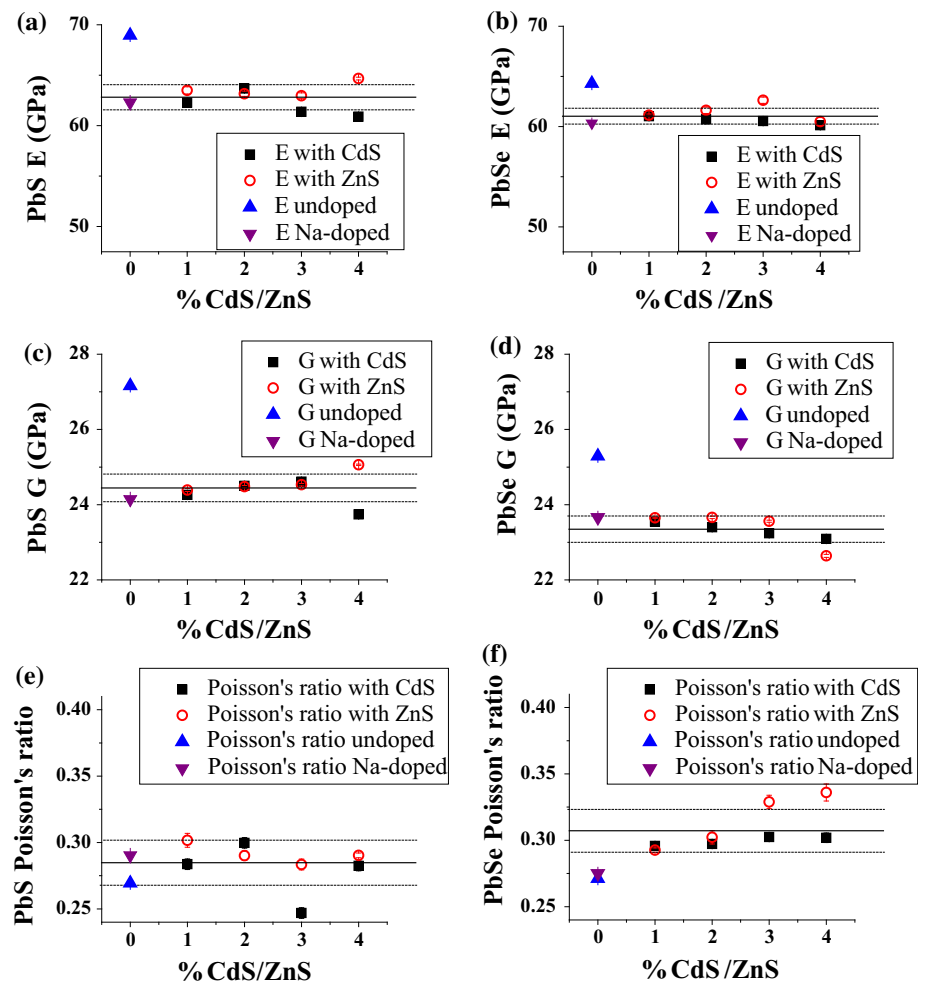 (a)
70
60
50
PbS E (GPa)
E with CdS
E with ZnS
E undoped
E Na-doped
0 1 2 3 4
% CdS/ZnS
(b)
70
60
50
PbSe E (GPa)
E with CdS
E with ZnS
E undoped
E Na-doped
0 1 2 3 4
% CdS/ZnS
(c)
28
26
24
22
PbS G (GPa)
G with CdS
G with ZnS
G undoped
G Na-doped
0 1 2 3 4
% CdS/ZnS
(d)
28
26
24
22
PbSe G (GPa)
G with CdS
G with ZnS
G undoped
G Na-doped
0 1 2 3 4
% CdS/ZnS
(e)
Poisson's ratio with CdS
Poisson's ratio with ZnS
Poisson's ratio undoped
Poisson's ratio Na-doped
0.40
0.35
0.30
0.25
PbS Poisson's ratio
0 1 2 3 4
% CdS/ZnS
(f)
Poisson's ratio with CdS
Poisson's ratio with ZnS
Poisson's ratio undoped
Poisson's ratio Na-doped
0.40
0.35
0.30
0.25
PbSe Poisson's ratio
0 1 2 3 4
% CdS/ZnS